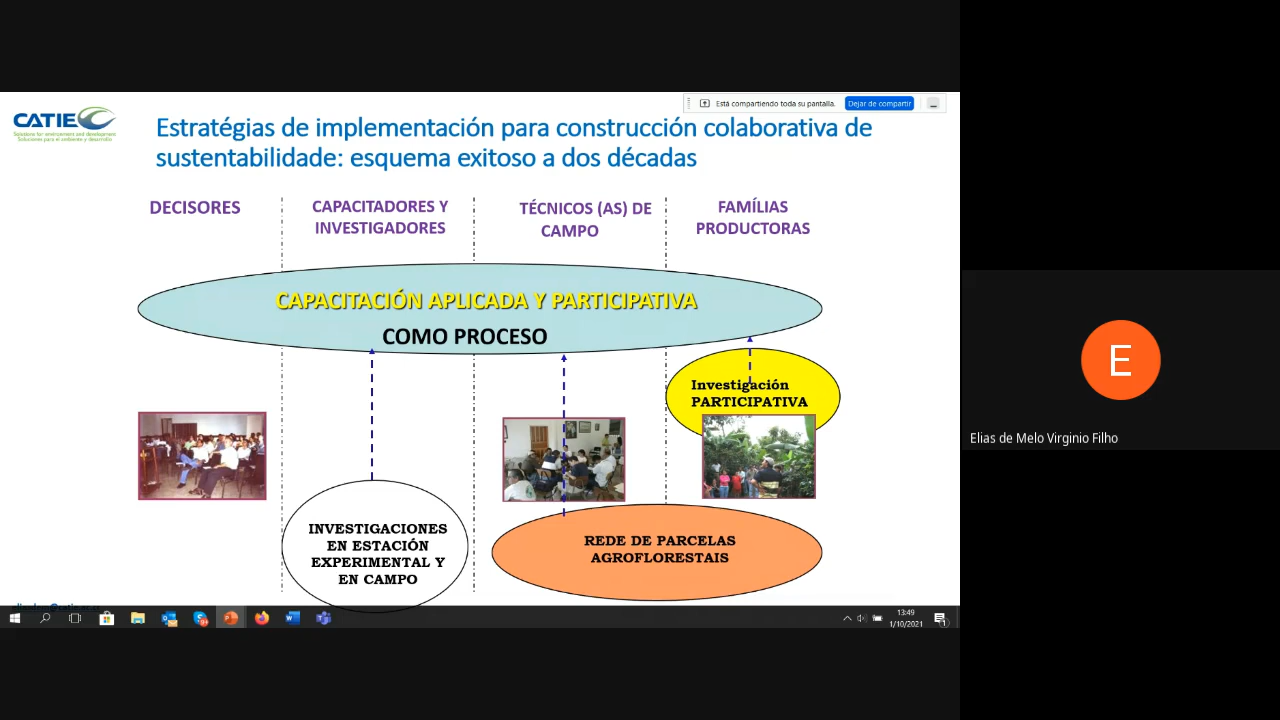 Está compartiendo toda su pantalla.
Dejar de compartir
CATIE
Solutions for environment and development
Soluciones para el ambiente y desarrollo
Estratégias de implementación para construcción colaborativa de
sustentabilidade: esquema exitoso a dos décadas
DECISORES
CAPACITADORES Y
INVESTIGADORES
TÉCNICOS (AS) DE
CAMPO
FAMÍLIAS
PRODUCTORAS
CAPACITACIÓN APLICADA Y PARTICIPATIVA
COMO PROCESO
Investigación
PARTICIPATIVA
INVESTIGACIONES
EN ESTACIÓN
EXPERIMENTAL Y
EN CAMPO
REDE DE PARCELAS
AGROFLORESTAIS
13:49
1/10/2021
E
Elias de Melo Virginio Filho